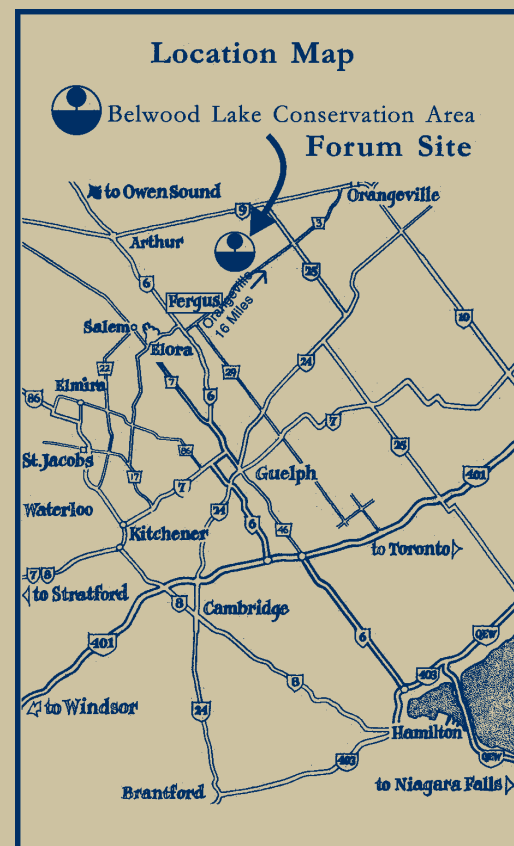 Location Map
Belwood Lake Conservation Area
Forum Site
to Owen Sound
Orangeville
9
3
Arthur
25
6
Orangeville
16 Miles
Fergus
10
Salem
Elora
24
22
7
29
Elmira
6
86
7
25
86
St. Jacobs
Guelph
401
17
7
Waterloo
24
6
46
Kitchener
to Toronto
7 8
to Stratford
8
Cambridge
401
6
QEW
403
8
to Windsor
24
Hamilton
403
QEW
Brantford
to Niagara Falls